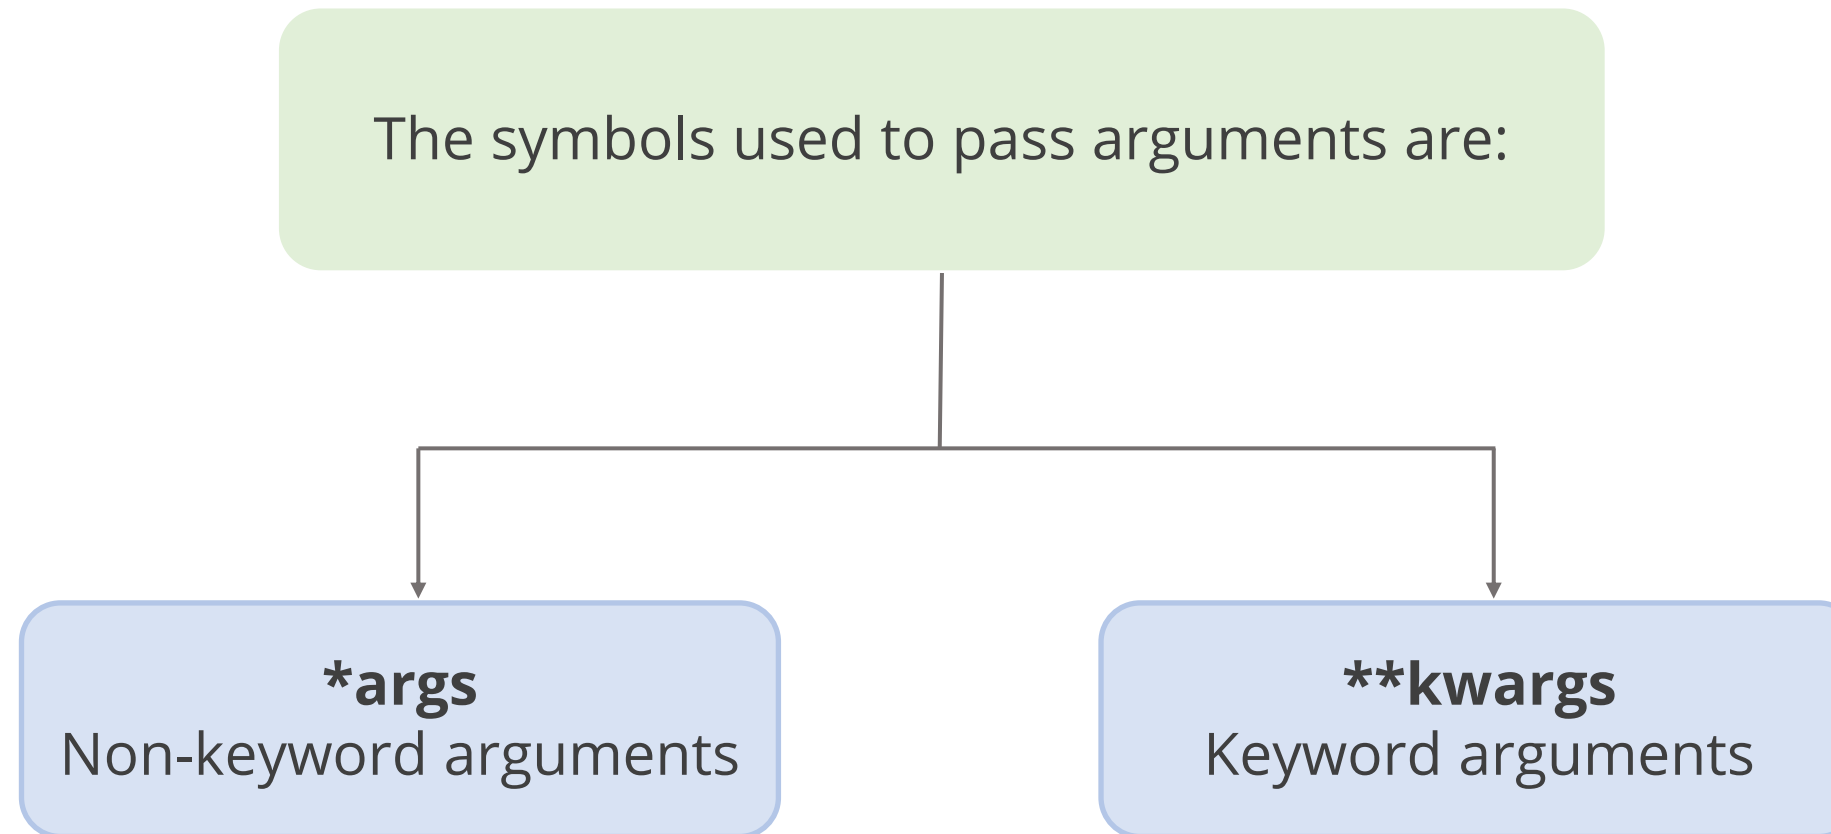 The symbols used to pass arguments are:
*args
Non-keyword arguments
**kwargs
Keyword arguments